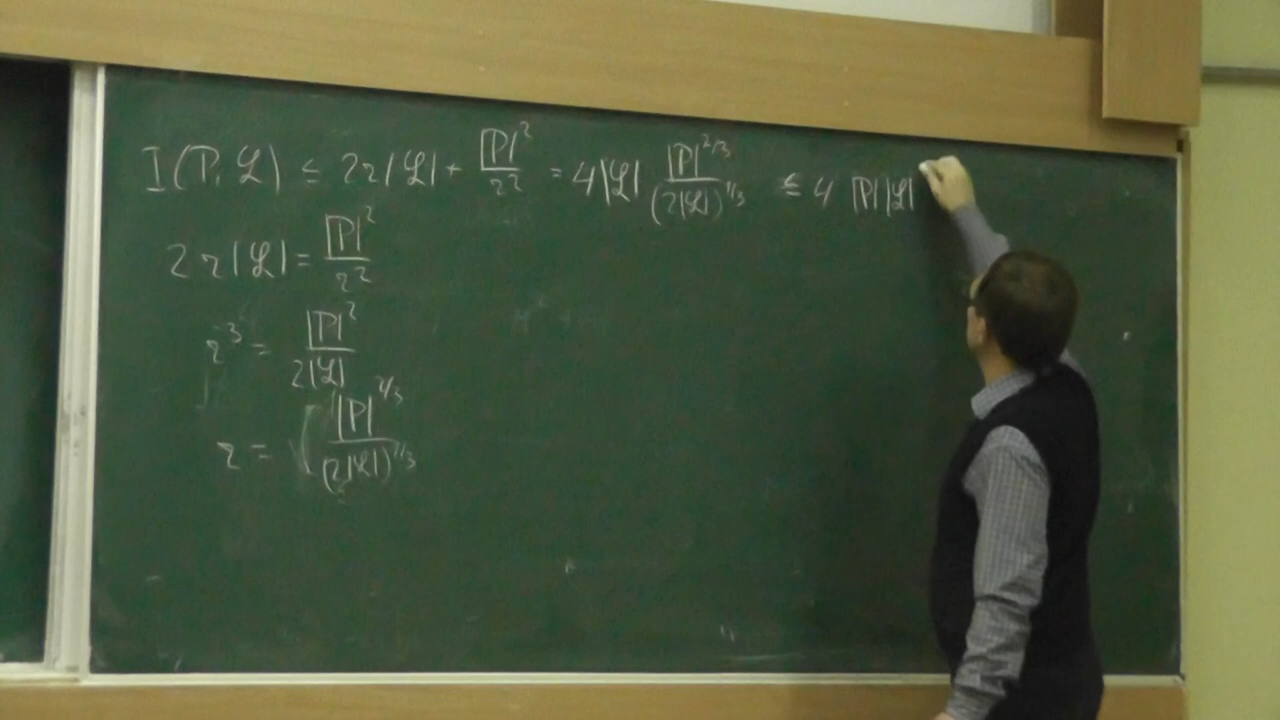 I(P, ℒ) ≤ 2r|ℒ| + |P|²/r² = 4|ℒ| |P|^{2/3}/(2|ℒ|)^{1/3} ≤ 4 |P||ℒ|
2r|ℒ| = |P|²/r²
r³ = |P|²/2|ℒ|
r = |P|^{2/3}/(2|ℒ|)^{1/3}